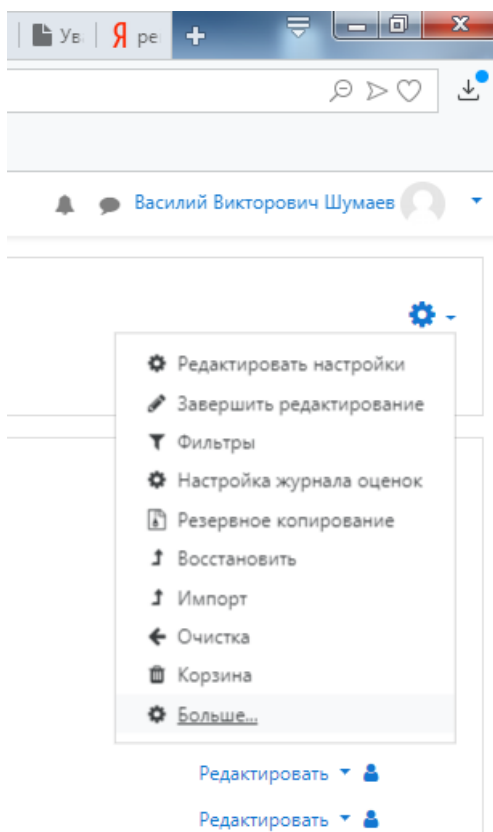 Ув
Я ре
Василий Викторович Шумаев
Редактировать настройки
Завершить редактирование
Фильтры
Настройка журнала оценок
Резервное копирование
Восстановить
Импорт
Очистка
Корзина
Больше...
Редактировать
Редактировать